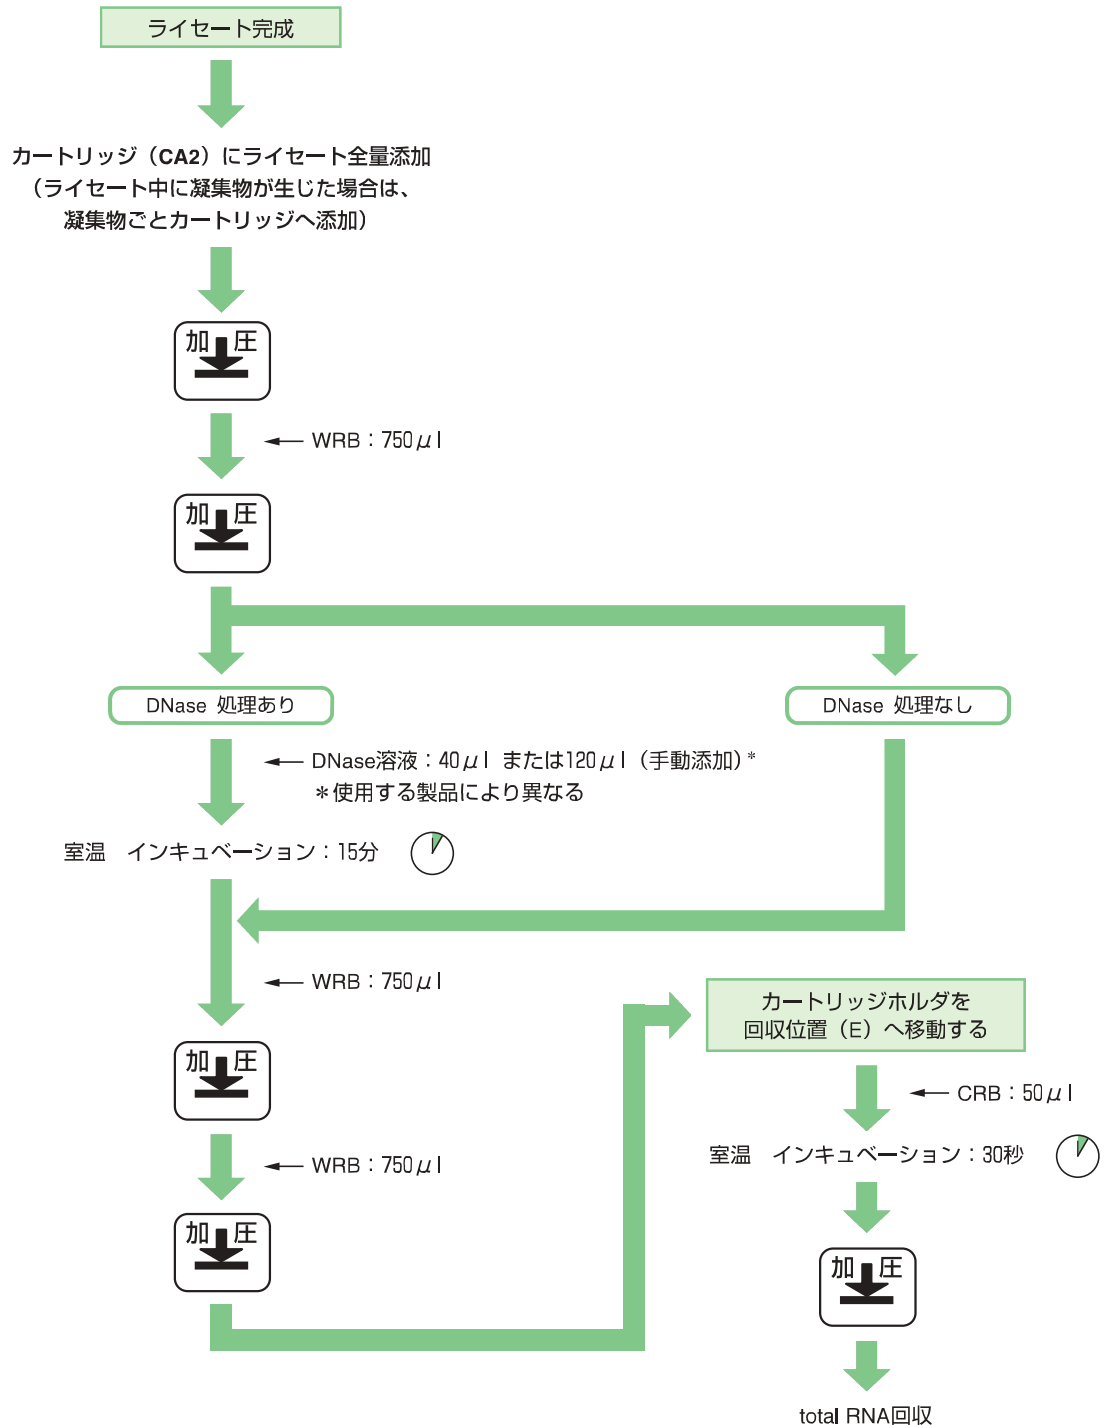 ライセート完成
カートリッジ（CA2）にライセート全量添加
（ライセート中に凝集物が生じた場合は、
凝集物ごとカートリッジへ添加）
加 圧
WRB：750μl
加 圧
DNase 処理あり
DNase 処理なし
DNase溶液：40μl または120μl（手動添加）*
*使用する製品により異なる
室温　インキュベーション：15分
WRB：750μl
加 圧
WRB：750μl
加 圧
カートリッジホルダを
回収位置（E）へ移動する
CRB：50μl
室温　インキュベーション：30秒
加 圧
total RNA回収